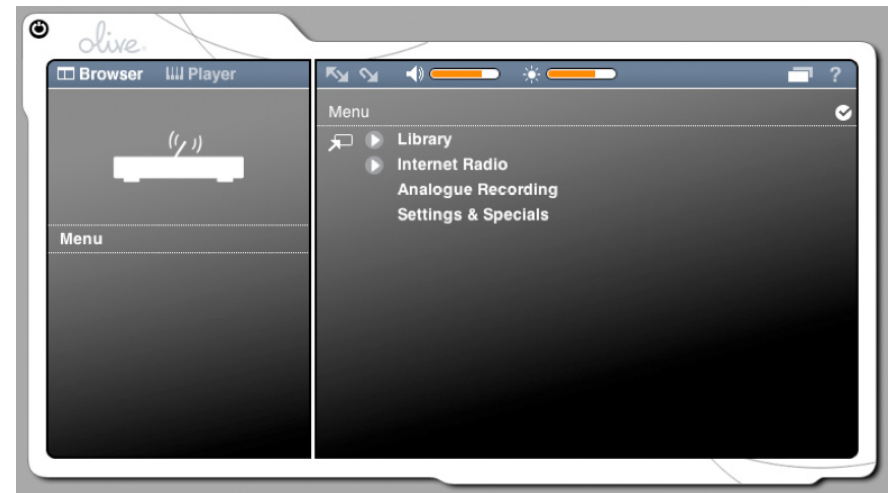 olive.
Browser Player
?
Menu
Library
Internet Radio
Analogue Recording
Settings & Specials
Menu